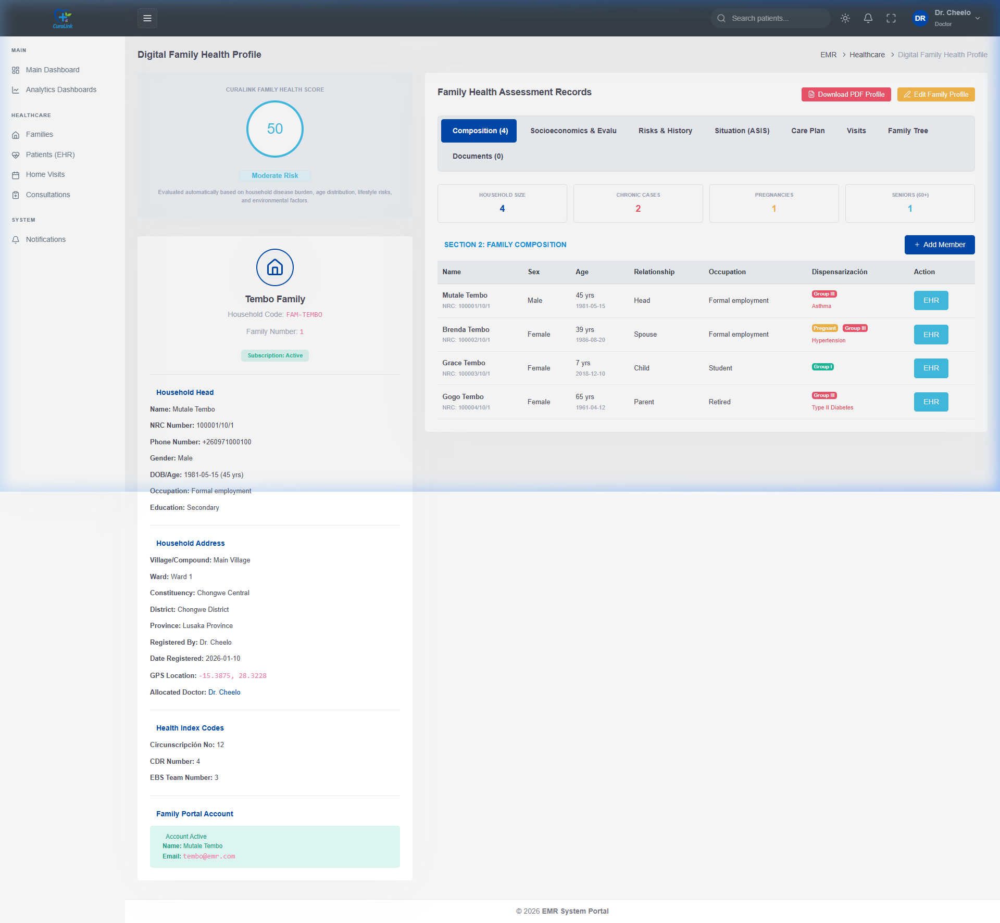 CuraLink
Search patients...
DR
Dr. Cheelo
Doctor
MAIN
Main Dashboard
Analytics Dashboards
HEALTHCARE
Families
Patients (EHR)
Home Visits
Consultations
SYSTEM
Notifications
Digital Family Health Profile
EMR > Healthcare > Digital Family Health Profile
CURALINK FAMILY HEALTH SCORE
50
Moderate Risk
Evaluated automatically based on household disease burden, age distribution, lifestyle risks,
and environmental factors.
Tembo Family
Household Code: FAM-TEMBO
Family Number: 1
Subscription: Active
Household Head
Name: Mutale Tembo
NRC Number: 100001/10/1
Phone Number: +260971000100
Gender: Male
DOB/Age: 1981-05-15 (45 yrs)
Occupation: Formal employment
Education: Secondary
Household Address
Village/Compound: Main Village
Ward: Ward 1
Constituency: Chongwe Central
District: Chongwe District
Province: Lusaka Province
Registered By: Dr. Cheelo
Date Registered: 2026-01-10
GPS Location: -15.3875, 28.3228
Allocated Doctor: Dr. Cheelo
Health Index Codes
Circunscripción No: 12
CDR Number: 4
EBS Team Number: 3
Family Portal Account
Account Active
Name: Mutale Tembo
Email: tembo@emr.com
Family Health Assessment Records
Download PDF Profile
Edit Family Profile
Composition (4)
Socioeconomics & Evalu
Risks & History
Situation (ASIS)
Care Plan
Visits
Family Tree
Documents (0)
HOUSEHOLD SIZE
4
CHRONIC CASES
2
PREGNANCIES
1
SENIORS (60+)
1
SECTION 2: FAMILY COMPOSITION
+ Add Member
Name Sex Age Relationship Occupation Dispensarización Action
Mutale Tembo
NRC: 100001/10/1
Male
45 yrs
1981-05-15
Head
Formal employment
Group III
Asthma
EHR
Brenda Tembo
NRC: 100002/10/1
Female
39 yrs
1986-08-20
Spouse
Formal employment
Pregnant Group III
Hypertension
EHR
Grace Tembo
NRC: 100003/10/1
Female
7 yrs
2018-12-10
Child
Student
Group I
EHR
Gogo Tembo
NRC: 100004/10/1
Female
65 yrs
1961-04-12
Parent
Retired
Group III
Type II Diabetes
EHR
© 2026 EMR System Portal